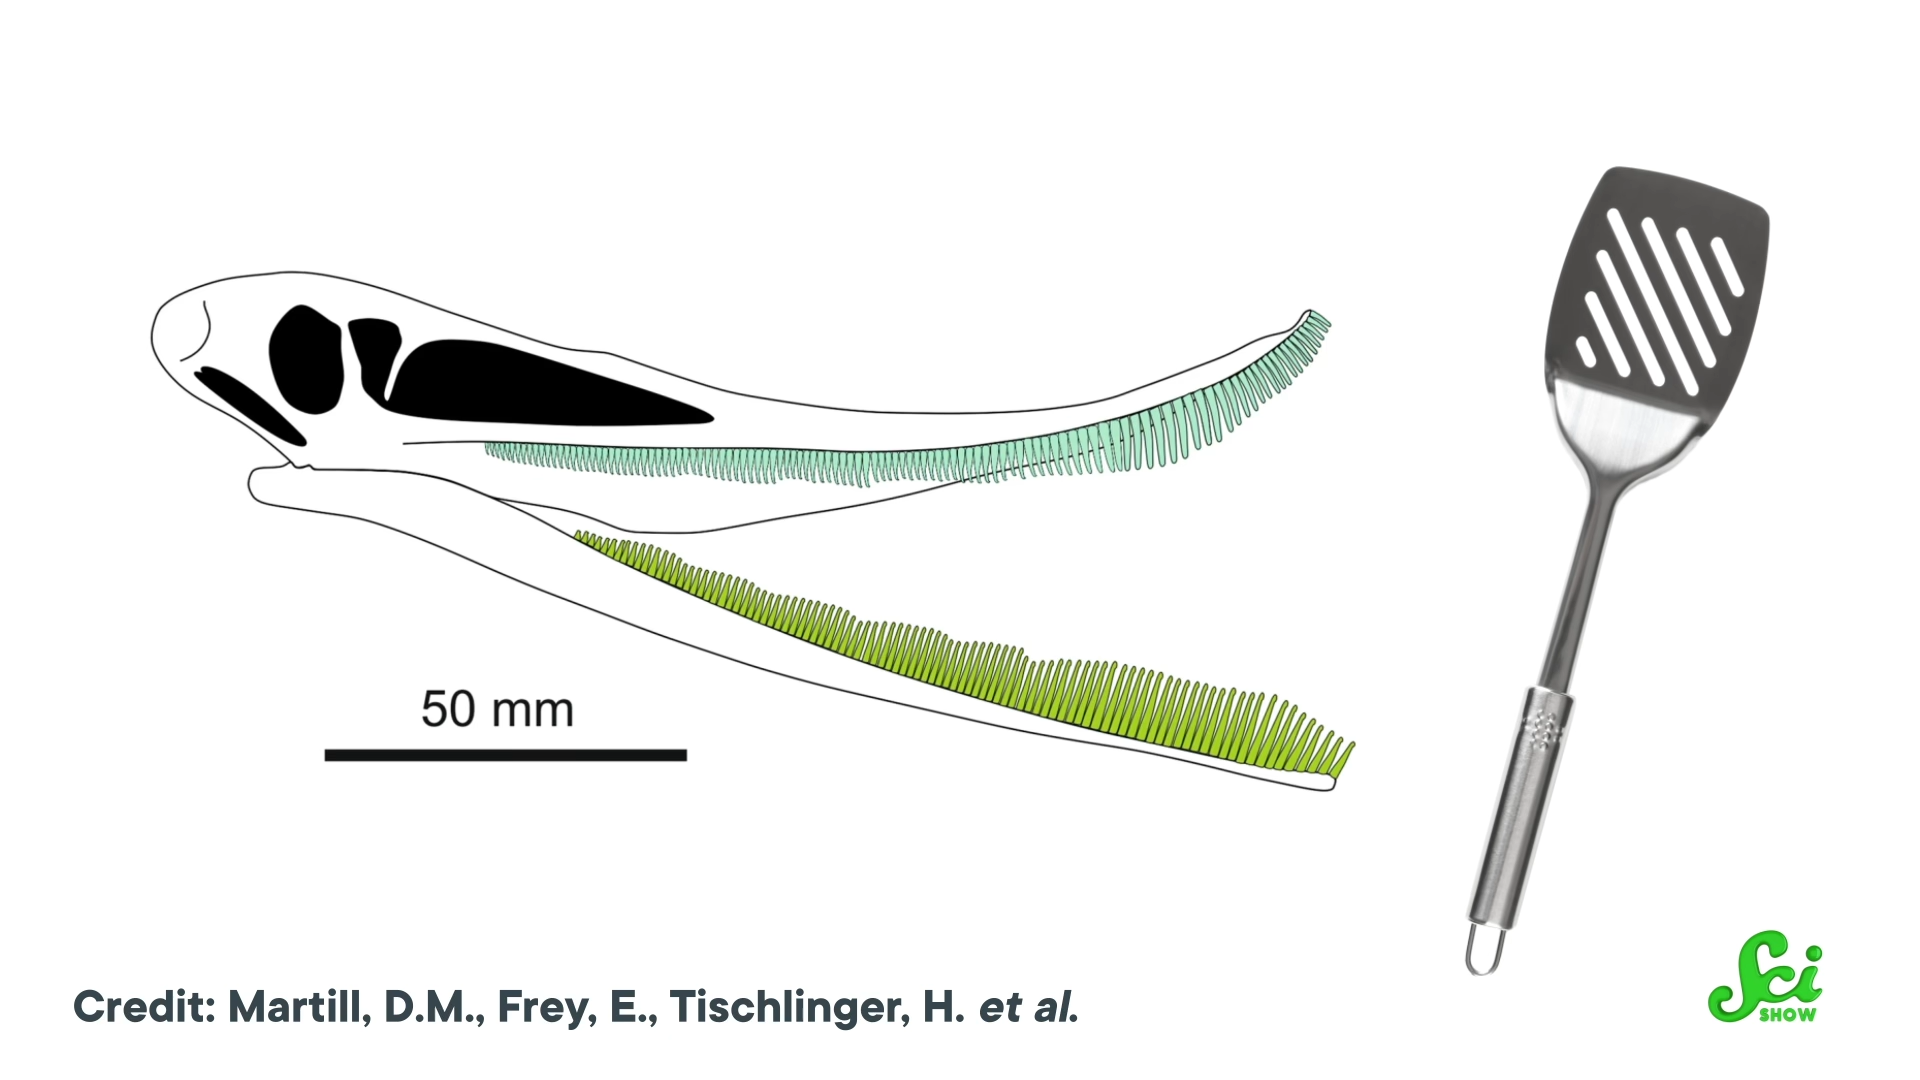 50 mm
Credit: Martill, D.M., Frey, E., Tischlinger, H. et al.
Sci
SHOW